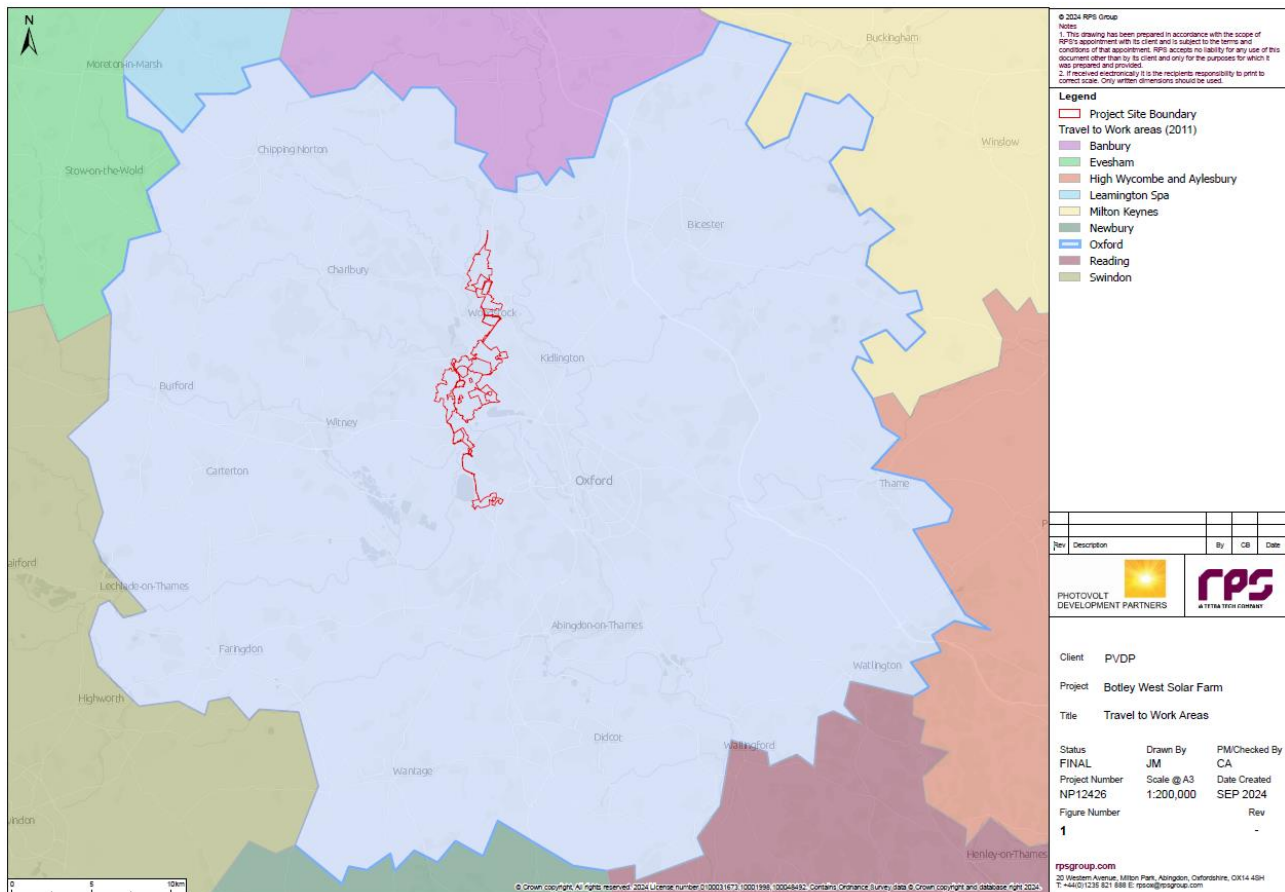 N
Buckingham
Moreton-in-Marsh
Winslow
Chipping Norton
Stow-on-the-Wold
Bicester
Charlbury
Woodstock
Kidlington
Burford
Witney
Oxford
Carterton
Thame
airford
Lechlade-on-Thames
Abingdon-on-Thames
Faringdon
Watlington
Highworth
Didcot
Wallingford
Wantage
Henley-on-Thames
0 5 10km
© Crown copyright, All rights reserved. 2024 License number 0100031673,10001998,100048492. Contains Ordnance Survey data © Crown copyright and database right 2024.
© 2024 RPS Group
Notes
1. This drawing has been prepared in accordance with the scope of
RPS's appointment with its client and is subject to the terms and
conditions of that appointment. RPS accepts no liability for any use of this
document other than by its client and only for the purposes for which it
was prepared and provided.
2. If received electronically it is the recipients responsibility to print to
correct scale. Only written dimensions should be used.
Legend
Project Site Boundary
Travel to Work areas (2011)
Banbury
Evesham
High Wycombe and Aylesbury
Leamington Spa
Milton Keynes
Newbury
Oxford
Reading
Swindon
Rev Description By CB Date
PHOTOVOLT
DEVELOPMENT PARTNERS
rps
A TETRA TECH COMPANY
Client PVDP
Project Botley West Solar Farm
Title Travel to Work Areas
Status Drawn By PM/Checked By
FINAL JM CA
Project Number Scale @ A3 Date Created
NP12426 1:200,000 SEP 2024
Figure Number Rev
1 -
rpsgroup.com
20 Western Avenue, Milton Park, Abingdon, Oxfordshire, OX14 4SH
T: +44(0)1235 821 888 E: rpsox@rpsgroup.com